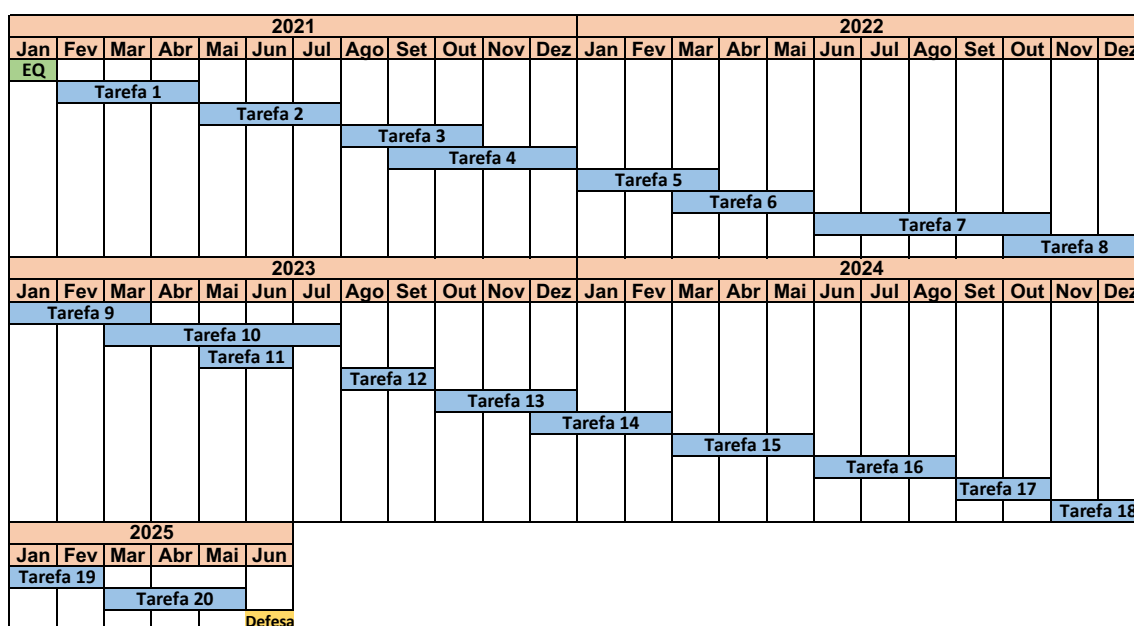 2021 2022
Jan Fev Mar Abr Mai Jun Jul Ago Set Out Nov Dez Jan Fev Mar Abr Mai Jun Jul Ago Set Out Nov Dez
EQ
Tarefa 1
Tarefa 2
Tarefa 3
Tarefa 4
Tarefa 5
Tarefa 6
Tarefa 7
Tarefa 8
2023 2024
Jan Fev Mar Abr Mai Jun Jul Ago Set Out Nov Dez Jan Fev Mar Abr Mai Jun Jul Ago Set Out Nov Dez
Tarefa 9
Tarefa 10
Tarefa 11
Tarefa 12
Tarefa 13
Tarefa 14
Tarefa 15
Tarefa 16
Tarefa 17
Tarefa 18
2025
Jan Fev Mar Abr Mai Jun
Tarefa 19
Tarefa 20
Defesa